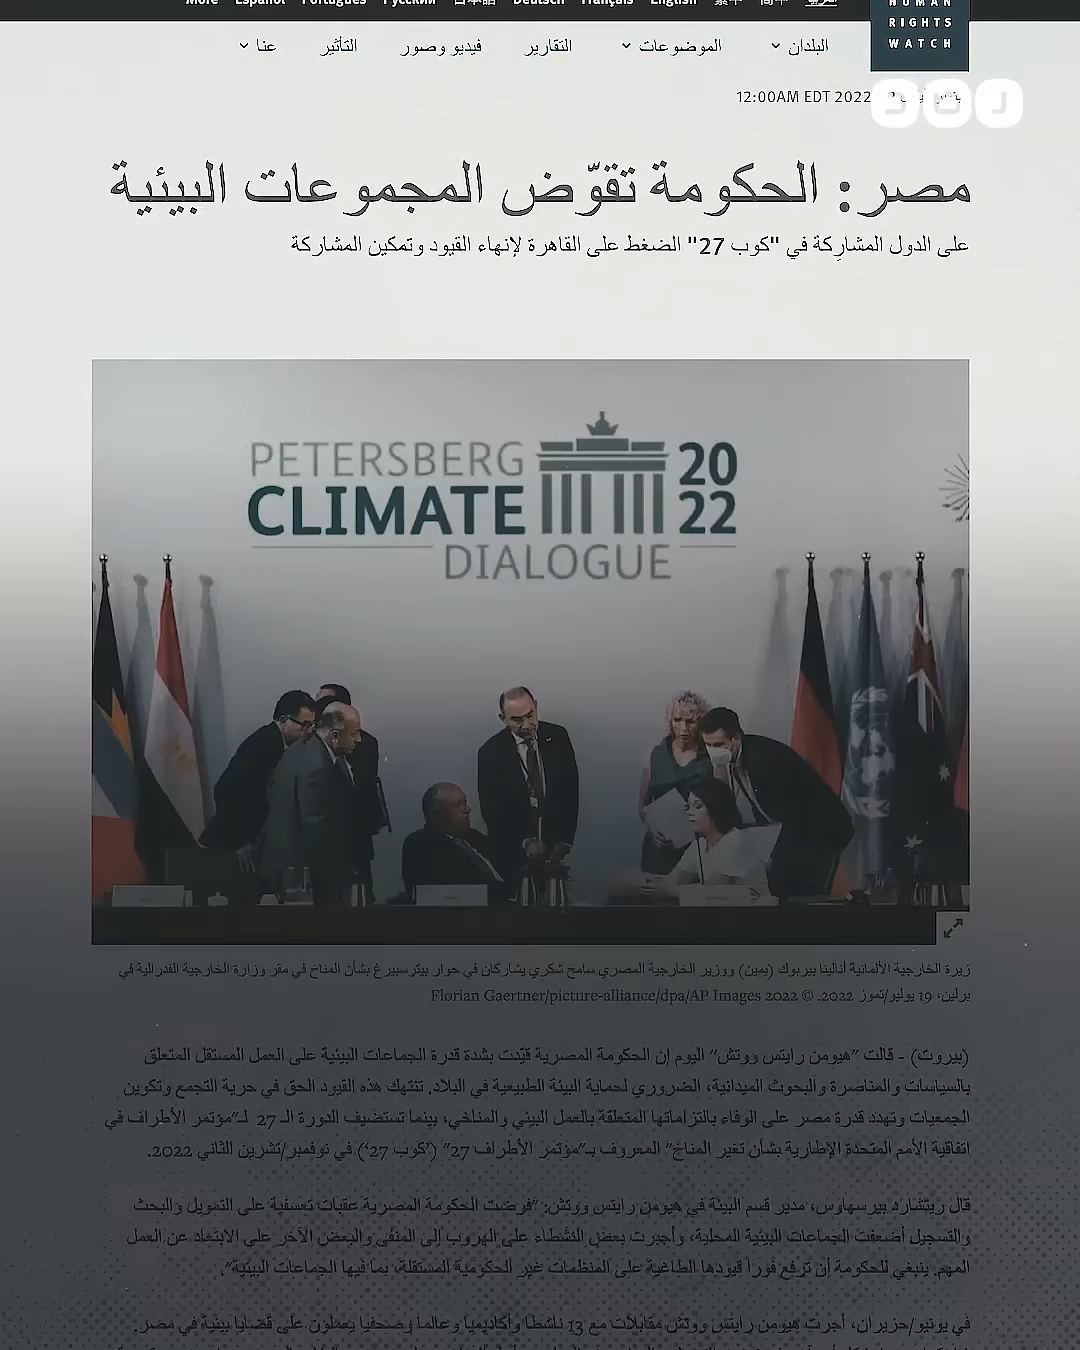 More Español Português Русский 日本語 Deutsch Français English 繁中 简中 العربية
HUMAN
RIGHTS
WATCH
البلدان الموضوعات التقارير فيديو وصور التأثير عنا
2022 12:00AM EDT
مصر: الحكومة تقوّض المجموعات البيئية
على الدول المشارِكة في "كوب 27" الضغط على القاهرة لإنهاء القيود وتمكين المشاركة
PETERSBERG
CLIMATE
DIALOGUE
20
22
زيرة الخارجية الألمانية أنالينا بيربوك (يمين) ووزير الخارجية المصري سامح شكري يشاركان في حوار بيترسبيرغ بشأن المناخ في مقر وزارة الخارجية الفدرالية في
برلين، 19 يوليو/تموز 2022. © 2022 Florian Gaertner/picture-alliance/dpa/AP Images
(بيروت) - قالت "هيومن رايتس ووتش" اليوم إن الحكومة المصرية قيّدت بشدة قدرة الجماعات البيئية على العمل المستقل المتعلق
بالسياسات والمناصرة والبحوث الميدانية، الضروري لحماية البيئة الطبيعية في البلاد. تنتهك هذه القيود الحق في حرية التجمع وتكوين
الجمعيات وتهدد قدرة مصر على الوفاء بالتزاماتها المتعلقة بالعمل البيئي والمناخي، بينما تستضيف الدورة الـ 27 لـ"مؤتمر الأطراف في
اتفاقية الأمم المتحدة الإطارية بشأن تغير المناخ" المعروف بـ"مؤتمر الأطراف 27" ('كوب 27') في نوفمبر/تشرين الثاني 2022.
قال ريتشارد بيرسهاوس، مدير قسم البيئة في هيومن رايتس ووتش: "فرضت الحكومة المصرية عقبات تعسفية على التمويل والبحث
والتسجيل أضعفت الجماعات البيئية المحلية، وأجبرت بعض النشطاء على الهروب إلى المنفى والبعض الآخر على الابتعاد عن العمل
المهم. ينبغي للحكومة أن ترفع فورا قيودها الطاغية على المنظمات غير الحكومية المستقلة، بما فيها الجماعات البيئية".
في يونيو/حزيران، أجرت هيومن رايتس ووتش مقابلات مع 13 ناشطا وأكاديميا وعالما وصحفيا يعملون على قضايا بيئية في مصر.